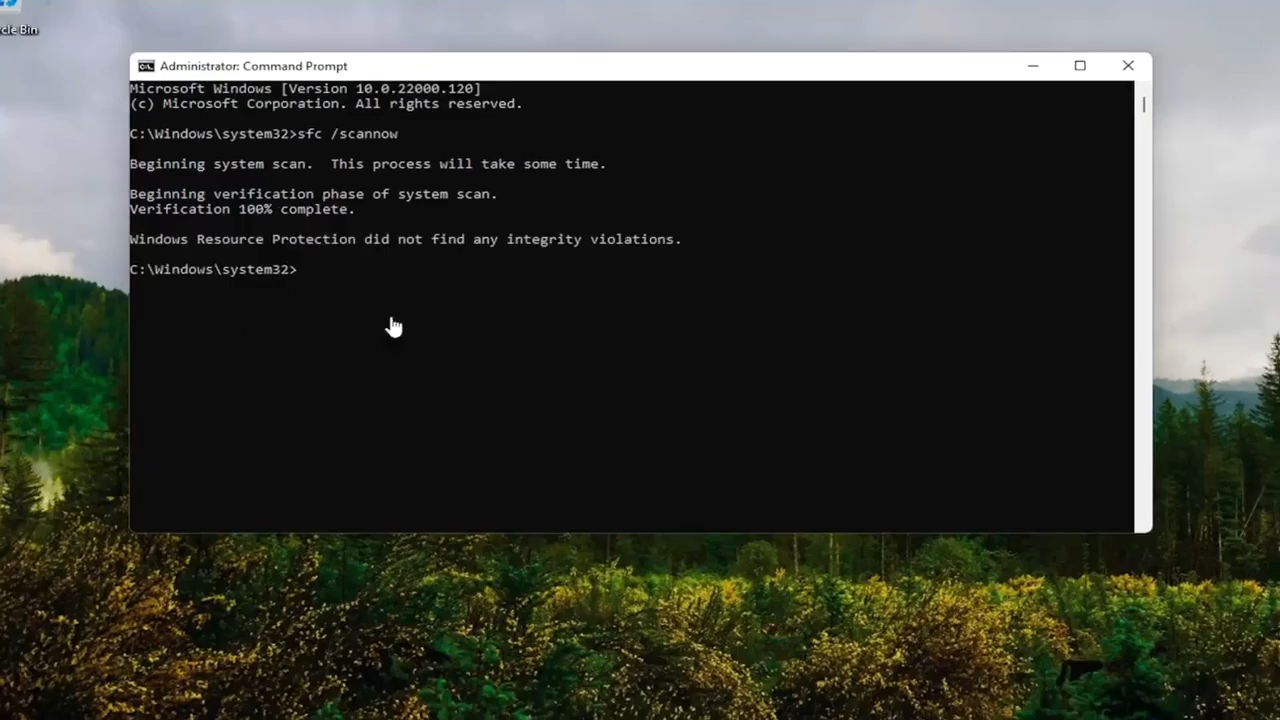 cle Bin
Administrator: Command Prompt
Microsoft Windows [Version 10.0.22000.120]
(c) Microsoft Corporation. All rights reserved.
C:\Windows\system32>sfc /scannow
Beginning system scan.  This process will take some time.
Beginning verification phase of system scan.
Verification 100% complete.
Windows Resource Protection did not find any integrity violations.
C:\Windows\system32>